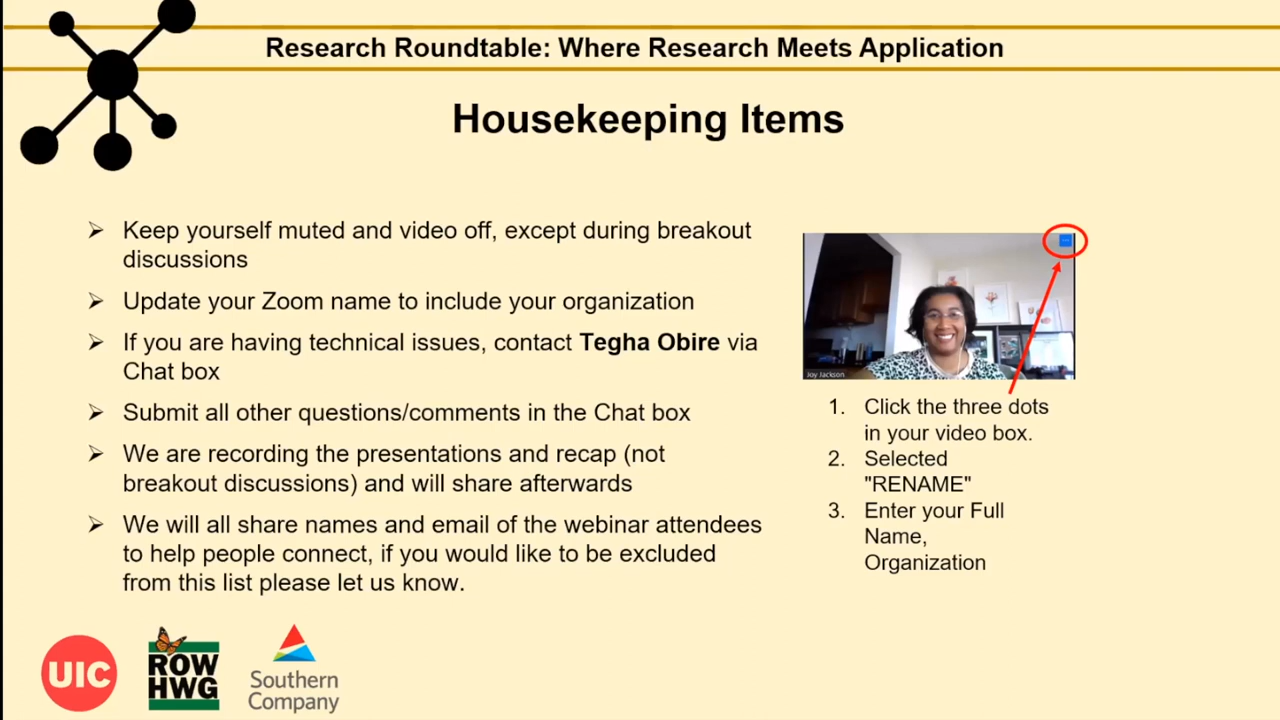 Research Roundtable: Where Research Meets Application
Housekeeping Items
➢ Keep yourself muted and video off, except during breakout
discussions
➢ Update your Zoom name to include your organization
➢ If you are having technical issues, contact Tegha Obire via
Chat box
➢ Submit all other questions/comments in the Chat box
➢ We are recording the presentations and recap (not
breakout discussions) and will share afterwards
➢ We will all share names and email of the webinar attendees
to help people connect, if you would like to be excluded
from this list please let us know.
Joy Jackson
1. Click the three dots
in your video box.
2. Selected
"RENAME"
3. Enter your Full
Name,
Organization
UIC
ROW
HWG
Southern
Company